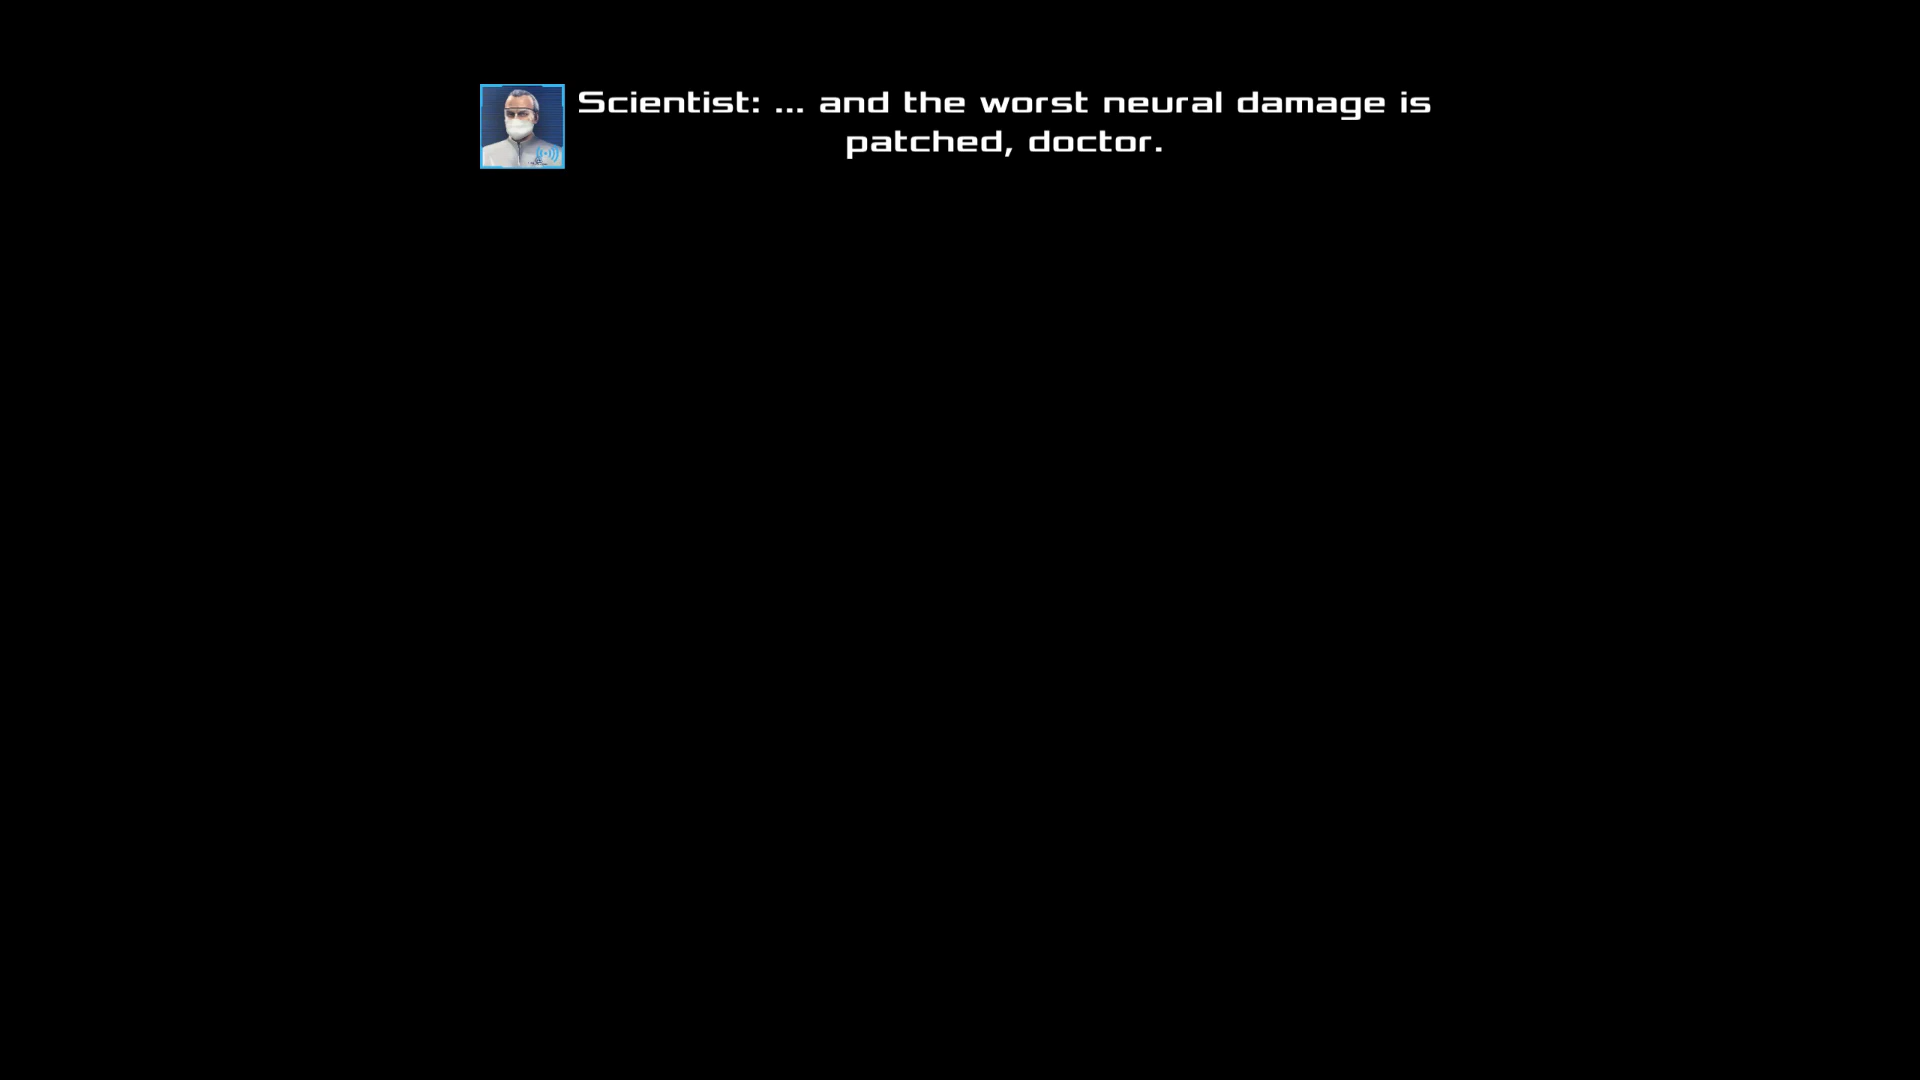 Scientist: ... and the worst neural damage is
patched, doctor.